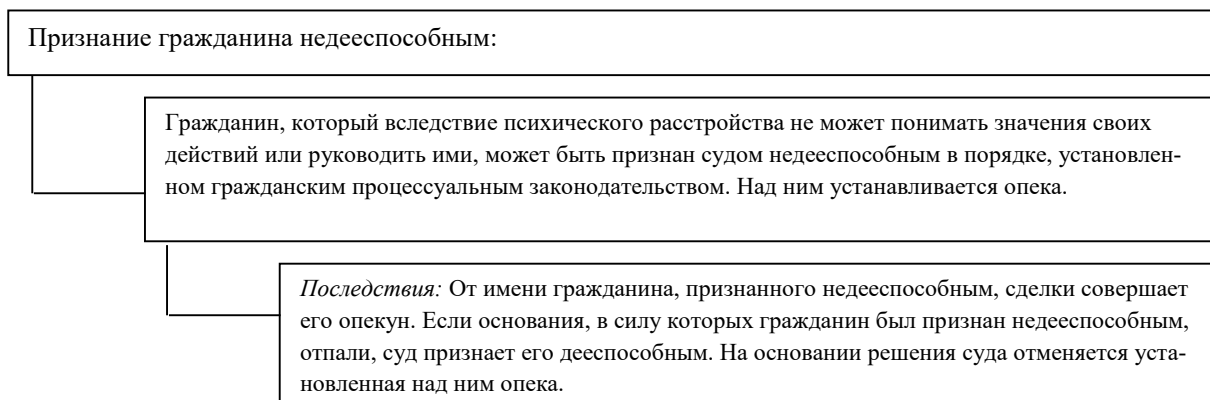 Признание гражданина недееспособным:
Гражданин, который вследствие психического расстройства не может понимать значения своих
действий или руководить ими, может быть признан судом недееспособным в порядке, установлен-
ном гражданским процессуальным законодательством. Над ним устанавливается опека.
Последствия: От имени гражданина, признанного недееспособным, сделки совершает
его опекун. Если основания, в силу которых гражданин был признан недееспособным,
отпали, суд признает его дееспособным. На основании решения суда отменяется уста-
новленная над ним опека.